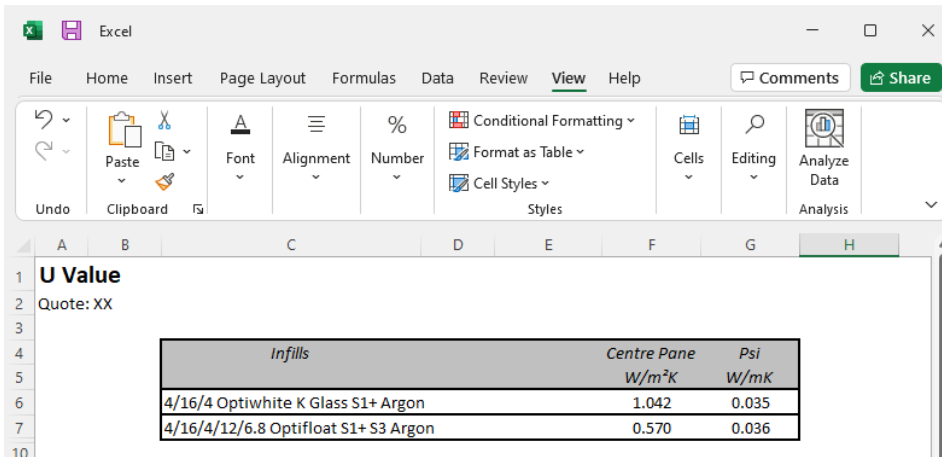 Excel
File Home Insert Page Layout Formulas Data Review View Help Comments Share
Paste
Font
Alignment
Number
Conditional Formatting
Format as Table
Cell Styles
Cells
Editing
Analyze
Data
Undo Clipboard Styles Analysis
A B C D E F G H
1 U Value
2 Quote: XX
3
4 Infills Centre Pane Psi
5 W/m²K W/mK
6 4/16/4 Optiwhite K Glass S1+ Argon 1.042 0.035
7 4/16/4/12/6.8 Optifloat S1+ S3 Argon 0.570 0.036
10